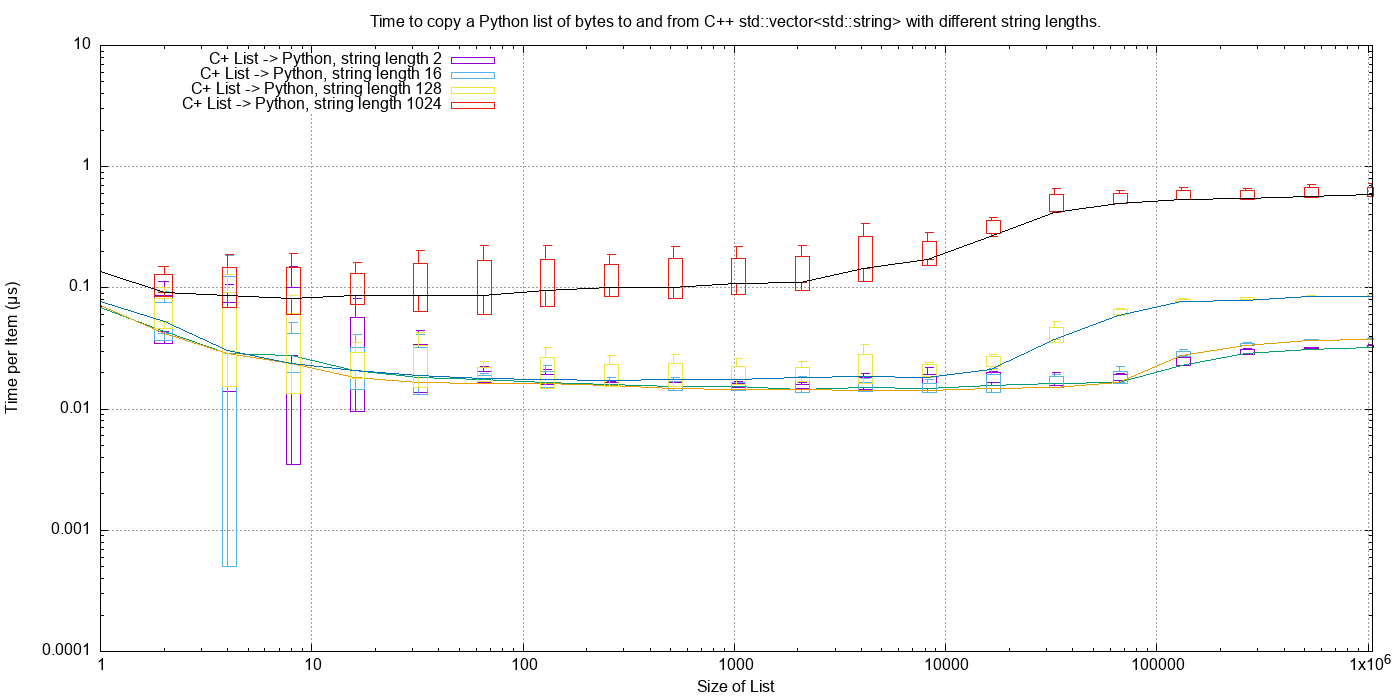 Time to copy a Python list of bytes to and from C++ std::vector<std::string> with different string lengths.
C+ List -> Python, string length 2
C+ List -> Python, string length 16
C+ List -> Python, string length 128
C+ List -> Python, string length 1024
10
1
0.1
0.01
0.001
0.0001
Time per Item (µs)
1 10 100 1000 10000 100000 1x10⁶
Size of List